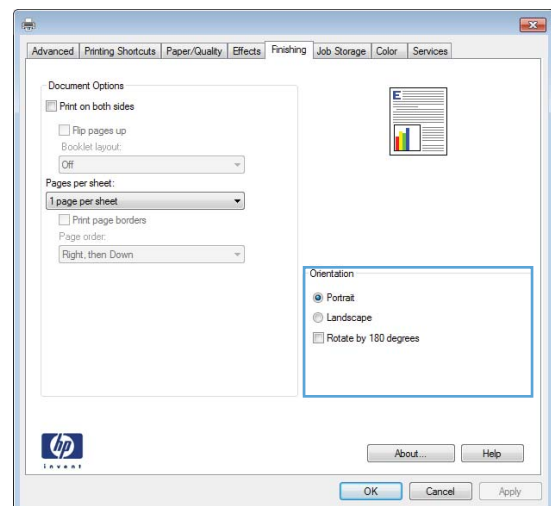 Advanced Printing Shortcuts Paper/Quality Effects Finishing Job Storage Color Services
Document Options
Print on both sides
Flip pages up
Booklet layout:
Off
Pages per sheet:
1 page per sheet
Print page borders
Page order:
Right, then Down
E
Orientation
Portrait
Landscape
Rotate by 180 degrees
hp
invent
About... Help
OK Cancel Apply